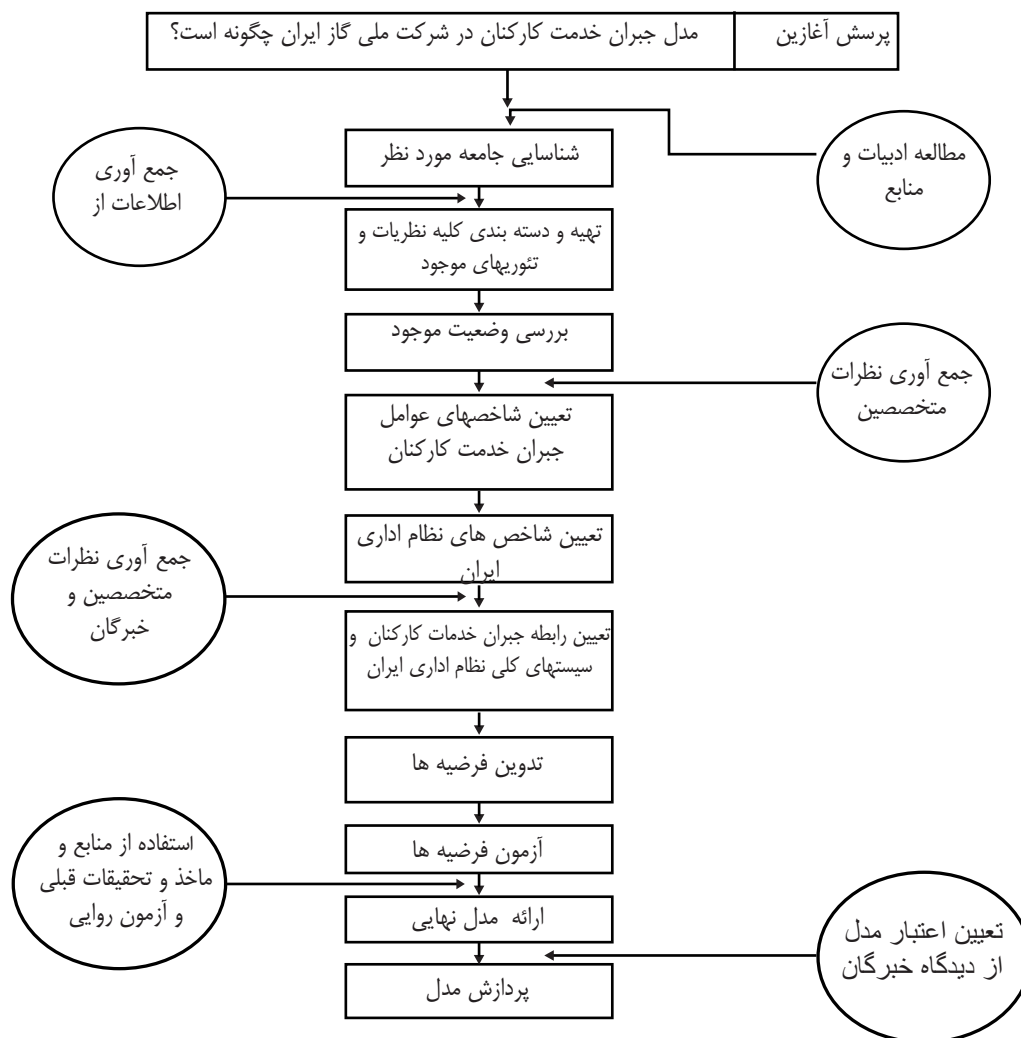 پرسش آغازین
مدل جبران خدمت کارکنان در شرکت ملی گاز ایران چگونه است؟
مطالعه ادبیات و
منابع
شناسایی جامعه مورد نظر
جمع آوری
اطلاعات از
تهیه و دسته بندی کلیه نظریات و
تئوریهای موجود
بررسی وضعیت موجود
جمع آوری نظرات
متخصصین
تعیین شاخصهای عوامل
جبران خدمت کارکنان
تعیین شاخص های نظام اداری
ایران
جمع آوری نظرات
متخصصین و
خبرگان
تعیین رابطه جبران خدمات کارکنان و
سیستهای کلی نظام اداری ایران
تدوین فرضیه ها
آزمون فرضیه ها
استفاده از منابع و
ماخذ و تحقیقات قبلی
و آزمون روایی
ارائه مدل نهایی
تعیین اعتبار مدل
از دیدگاه خبرگان
پردازش مدل